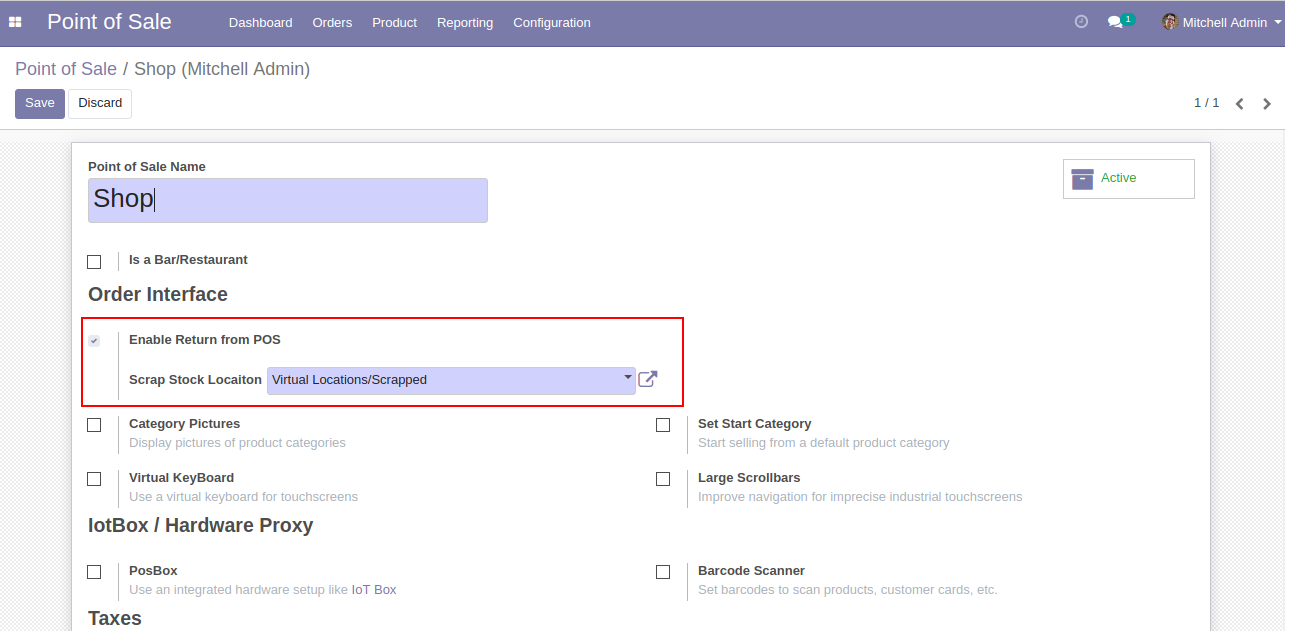 Point of Sale Dashboard Orders Product Reporting Configuration 1 Mitchell Admin
Point of Sale / Shop (Mitchell Admin)
Save Discard 1 / 1
Point of Sale Name
Active
Shop
Is a Bar/Restaurant
Order Interface
Enable Return from POS
Scrap Stock Locaiton Virtual Locations/Scrapped
Category Pictures
Display pictures of product categories
Set Start Category
Start selling from a default product category
Virtual KeyBoard
Use a virtual keyboard for touchscreens
Large Scrollbars
Improve navigation for imprecise industrial touchscreens
IotBox / Hardware Proxy
PosBox
Use an integrated hardware setup like IoT Box
Barcode Scanner
Set barcodes to scan products, customer cards, etc.
Taxes